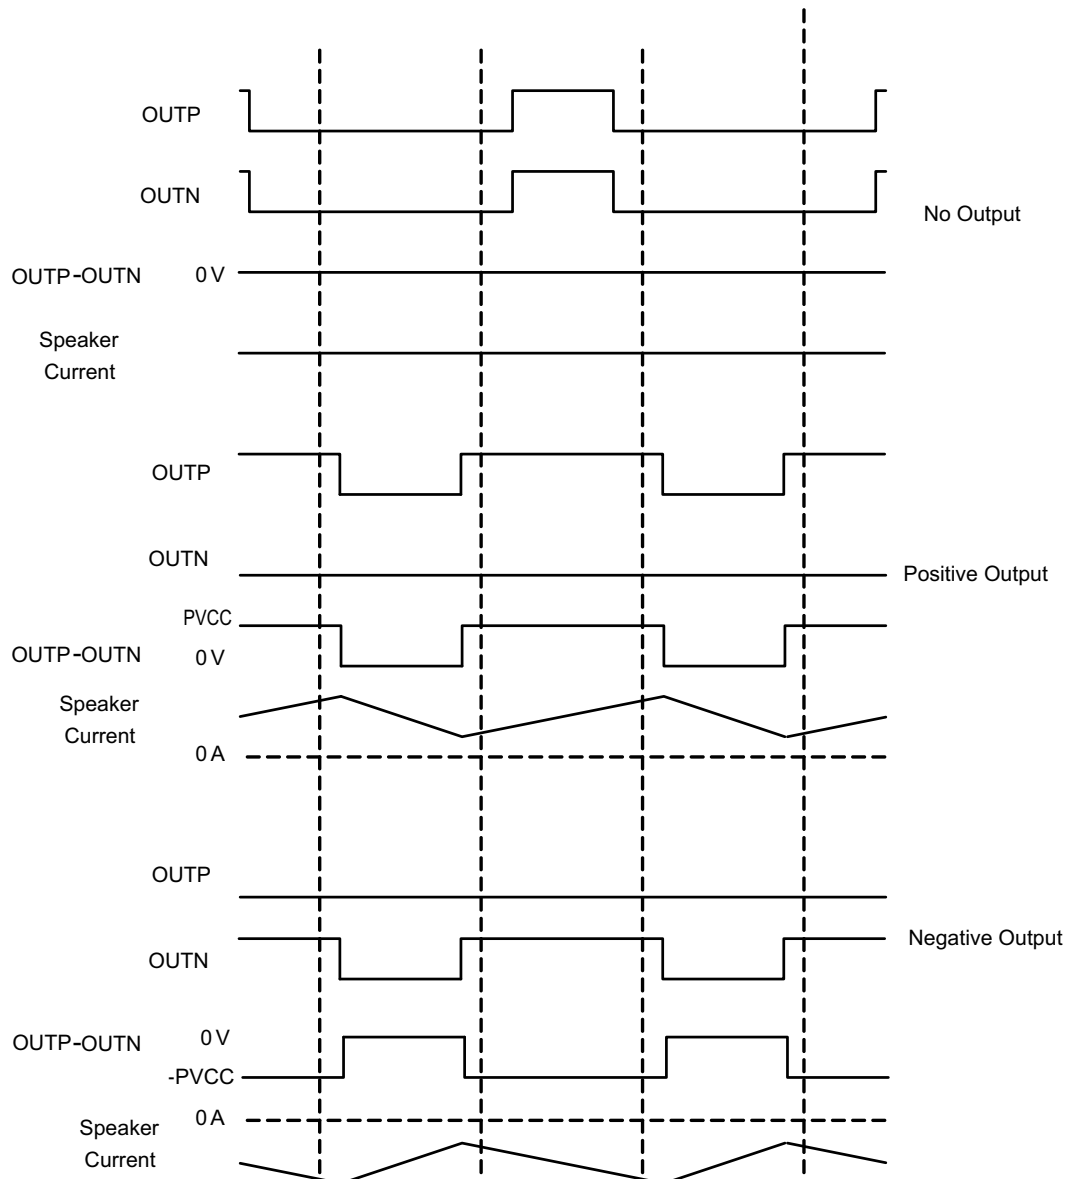 OUTP
OUTN
No Output
OUTP-OUTN 0 V
Speaker
Current
OUTP
OUTN
Positive Output
PVCC
OUTP-OUTN 0 V
Speaker
Current
0 A
OUTP
Negative Output
OUTN
OUTP-OUTN 0 V
-PVCC
0 A
Speaker
Current